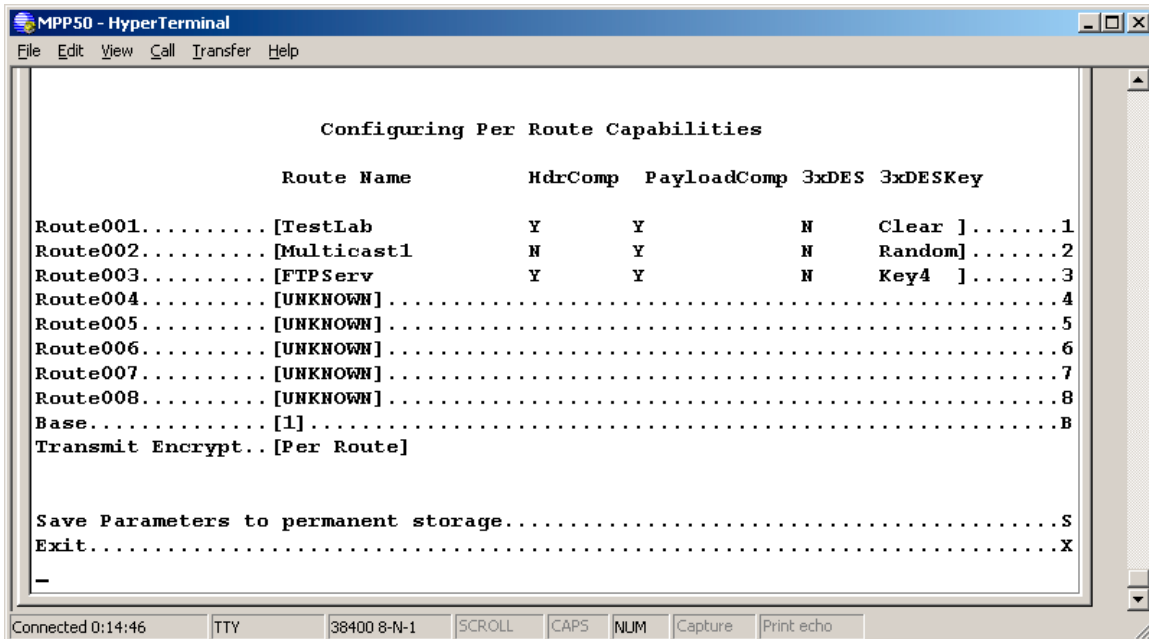 MPP50 - HyperTerminal
File Edit View Call Transfer Help
Configuring Per Route Capabilities
Route Name HdrComp PayloadComp 3xDES 3xDESKey
Route001.......... [TestLab Y Y N Clear ].......1
Route002.......... [Multicast1 N Y N Random].......2
Route003.......... [FTPServ Y Y N Key4 ].......3
Route004.......... [UNKNOWN]....................................................4
Route005.......... [UNKNOWN]....................................................5
Route006.......... [UNKNOWN]....................................................6
Route007.......... [UNKNOWN]....................................................7
Route008.......... [UNKNOWN]....................................................8
Base............... [1]..........................................................B
Transmit Encrypt.. [Per Route]
Save Parameters to permanent storage...........................................S
Exit...........................................................................X
_
Connected 0:14:46 TTY 38400 8-N-1 SCROLL CAPS NUM Capture Print echo